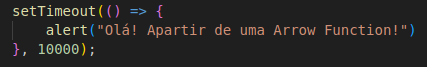 setTimeout(() => {
    alert("Olá! Apartir de uma Arrow Function!")
}, 10000);